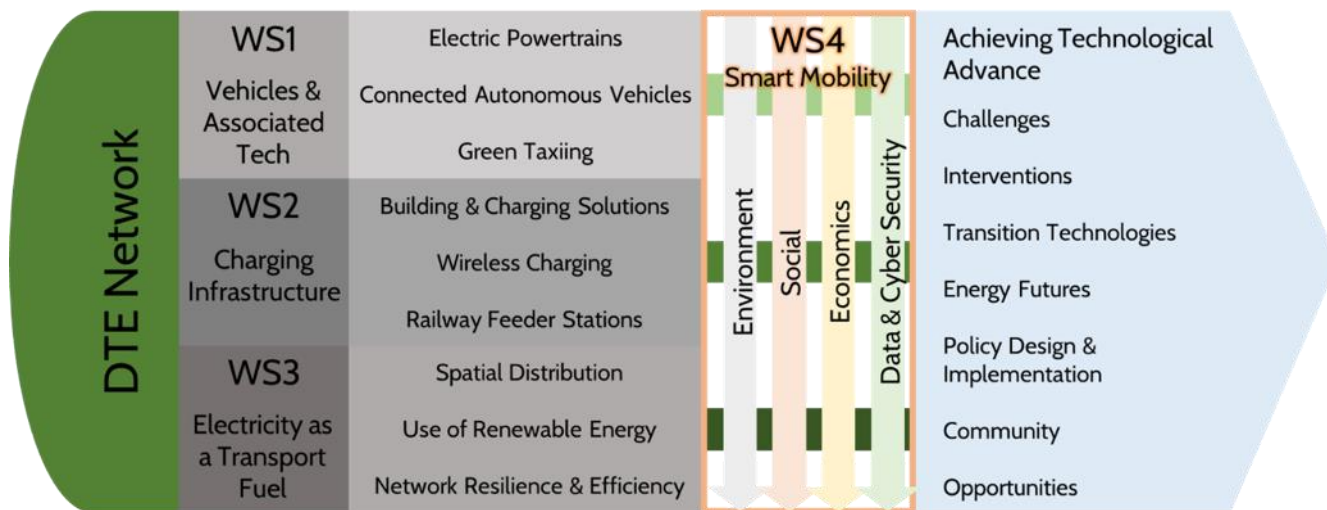 DTE Network
WS1
Vehicles &
Associated
Tech
Electric Powertrains
Connected Autonomous Vehicles
Green Taxiing
WS2
Charging
Infrastructure
Building & Charging Solutions
Wireless Charging
Railway Feeder Stations
WS3
Electricity as
a Transport
Fuel
Spatial Distribution
Use of Renewable Energy
Network Resilience & Efficiency
WS4
Smart Mobility
Environment
Social
Economics
Data & Cyber Security
Achieving Technological
Advance
Challenges
Interventions
Transition Technologies
Energy Futures
Policy Design &
Implementation
Community
Opportunities